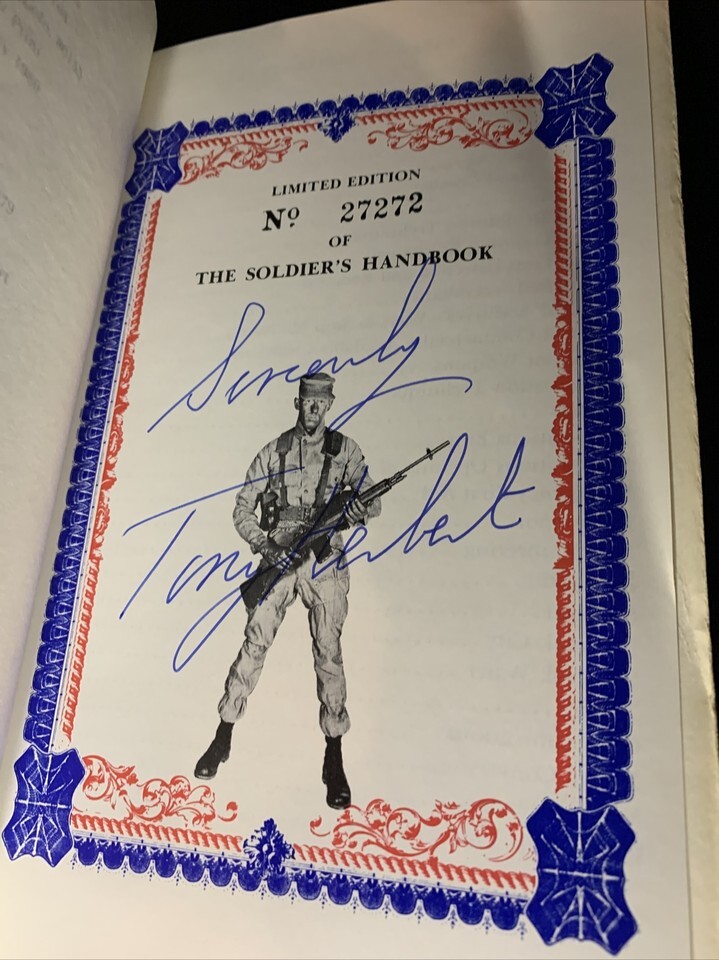 LIMITED EDITION
Nº 27272
OF
THE SOLDIER'S HANDBOOK
Sincerely
Tony Herbert